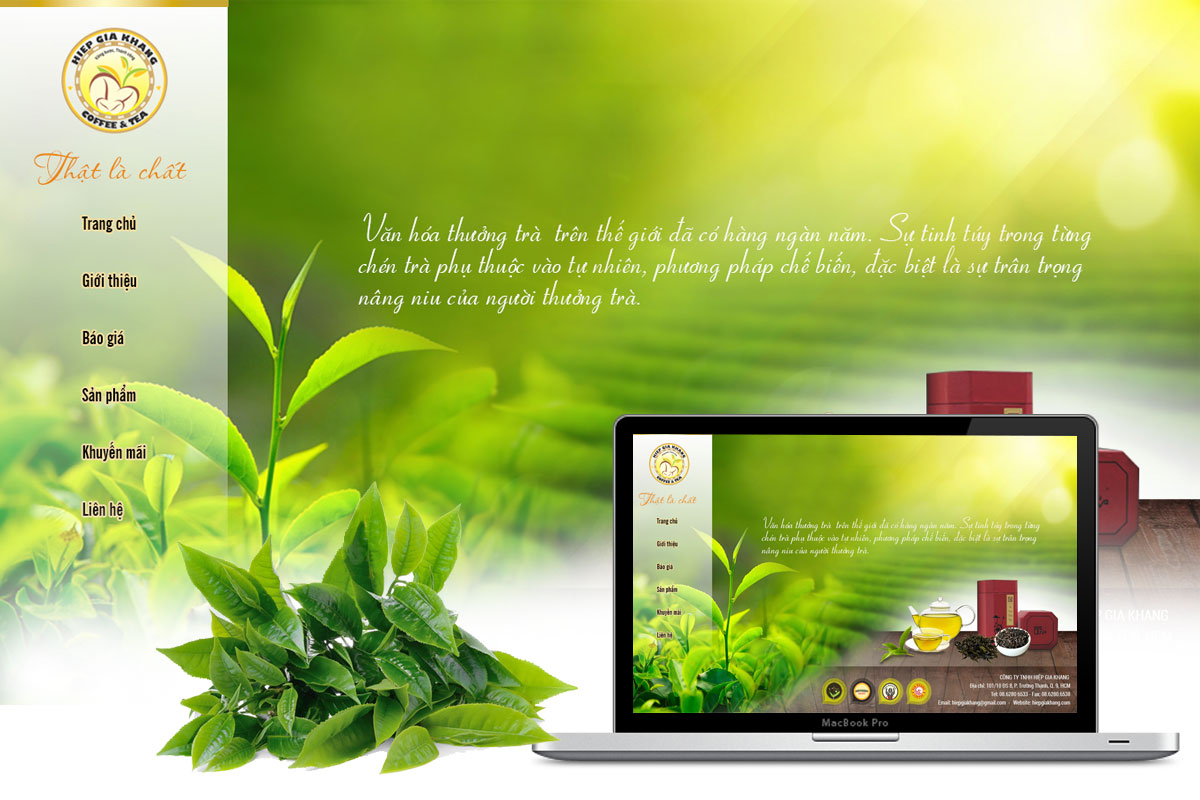 HIEP GIA KHANG
COFFEE & TEA
Thật là chất
Trang chủ
Giới thiệu
Báo giá
Sản phẩm
Khuyến mãi
Liên hệ
Văn hóa thưởng trà trên thế giới đã có hàng ngàn năm. Sự tinh túy trong từng
chén trà phụ thuộc vào tự nhiên, phương pháp chế biến, đặc biệt là sự trân trọng
nâng niu của người thưởng trà.
HIEP GIA KHANG
COFFEE & TEA
Thật là chất
Trang chủ
Giới thiệu
Báo giá
Sản phẩm
Khuyến mãi
Liên hệ
Văn hóa thưởng trà trên thế giới đã có hàng ngàn năm. Sự tinh túy trong từng
chén trà phụ thuộc vào tự nhiên, phương pháp chế biến, đặc biệt là sự trân trọng
nâng niu của người thưởng trà.
CÔNG TY TNHH HIỆP GIA KHANG
Địa chỉ: 101/10 ĐS 8, P. Trường Thạnh, Q. 9, HCM
Tel: 08.6280.6533 - Fax: 08.6280.6538
Email: hiepgiakhang@gmail.com - Website: hiepgiakhang.com
GIA KHANG
HCM
MacBook Pro